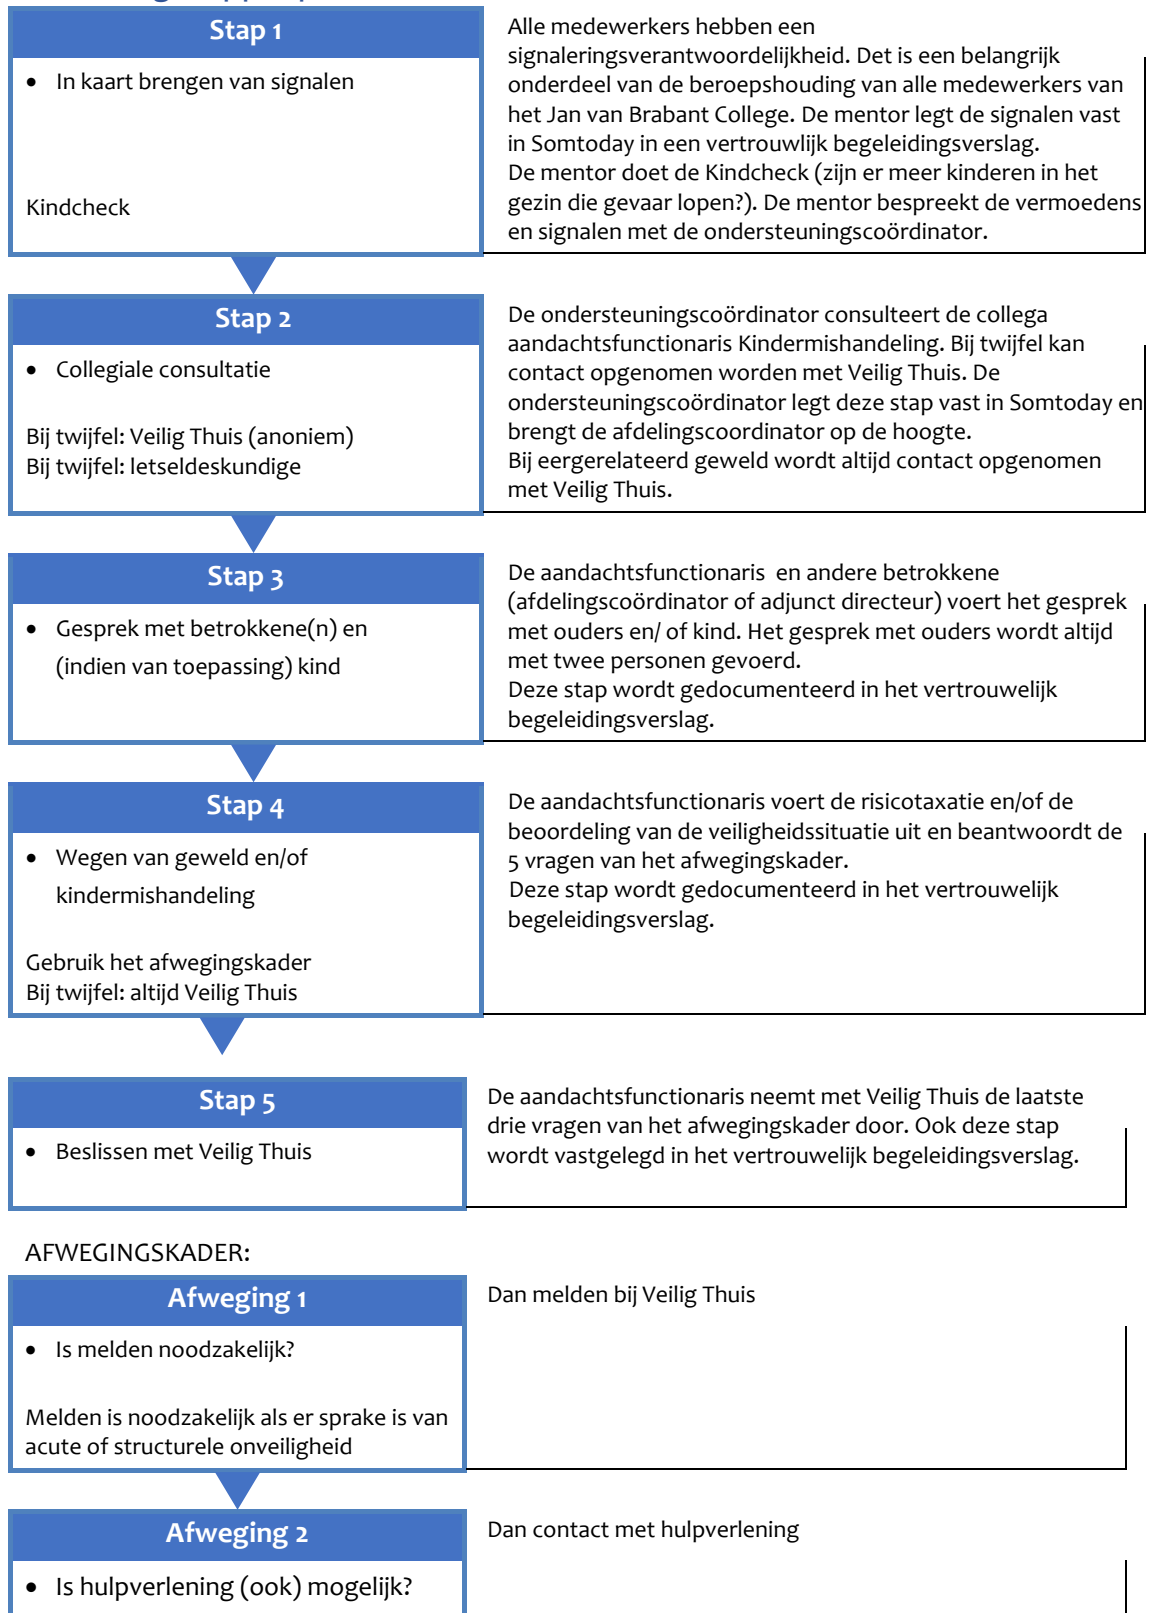 Stap 1
• In kaart brengen van signalen
Kindcheck
Alle medewerkers hebben een
signaleringsverantwoordelijkheid. Det is een belangrijk
onderdeel van de beroepshouding van alle medewerkers van
het Jan van Brabant College. De mentor legt de signalen vast
in Somtoday in een vertrouwlijk begeleidingsverslag.
De mentor doet de Kindcheck (zijn er meer kinderen in het
gezin die gevaar lopen?). De mentor bespreekt de vermoedens
en signalen met de ondersteuningscoördinator.
Stap 2
• Collegiale consultatie
Bij twijfel: Veilig Thuis (anoniem)
Bij twijfel: letseldeskundige
De ondersteuningscoördinator consulteert de collega
aandachtsfunctionaris Kindermishandeling. Bij twijfel kan
contact opgenomen worden met Veilig Thuis. De
ondersteuningscoördinator legt deze stap vast in Somtoday en
brengt de afdelingscoordinator op de hoogte.
Bij eergerelateerd geweld wordt altijd contact opgenomen
met Veilig Thuis.
Stap 3
• Gesprek met betrokkene(n) en
(indien van toepassing) kind
De aandachtsfunctionaris en andere betrokkene
(afdelingscoördinator of adjunct directeur) voert het gesprek
met ouders en/ of kind. Het gesprek met ouders wordt altijd
met twee personen gevoerd.
Deze stap wordt gedocumenteerd in het vertrouwelijk
begeleidingsverslag.
Stap 4
• Wegen van geweld en/of
kindermishandeling
Gebruik het afwegingskader
Bij twijfel: altijd Veilig Thuis
De aandachtsfunctionaris voert de risicotaxatie en/of de
beoordeling van de veiligheidssituatie uit en beantwoordt de
5 vragen van het afwegingskader.
Deze stap wordt gedocumenteerd in het vertrouwelijk
begeleidingsverslag.
Stap 5
• Beslissen met Veilig Thuis
De aandachtsfunctionaris neemt met Veilig Thuis de laatste
drie vragen van het afwegingskader door. Ook deze stap
wordt vastgelegd in het vertrouwelijk begeleidingsverslag.
AFWEGINGSKADER:
Afweging 1
• Is melden noodzakelijk?
Melden is noodzakelijk als er sprake is van
acute of structurele onveiligheid
Dan melden bij Veilig Thuis
Afweging 2
• Is hulpverlening (ook) mogelijk?
Dan contact met hulpverlening